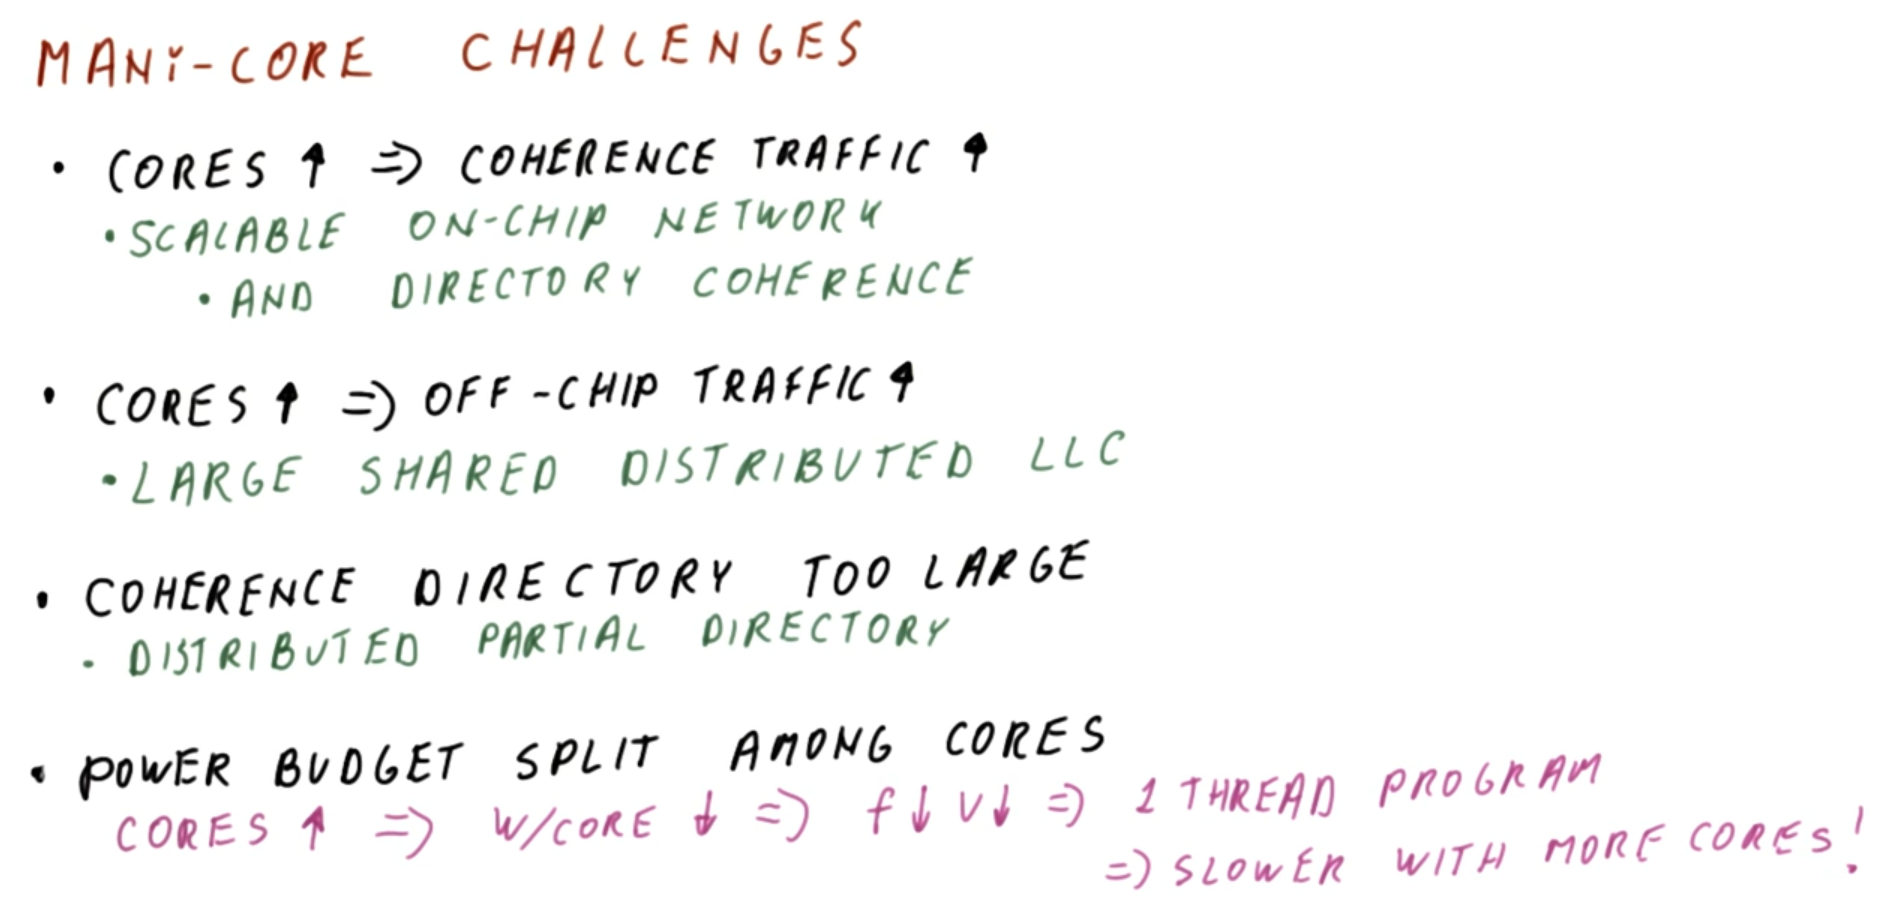 MANi-CORE CHALLENGES
• CORES ↑ => COHERENCE TRAFFIC ↑
• SCALABLE ON-CHIP NETWORK
• AND DIRECTORY COHERENCE
• CORES ↑ => OFF-CHIP TRAFFIC ↑
• LARGE SHARED DISTRIBUTED LLC
• COHERENCE DIRECTORY TOO LARGE
- DISTRIBUTED PARTIAL DIRECTORY
• POWER BUDGET SPLIT AMONG CORES
CORES ↑ => W/CORE ↓ => f↓ V↓ => 1 THREAD PROGRAM
=> SLOWER WITH MORE CORES!